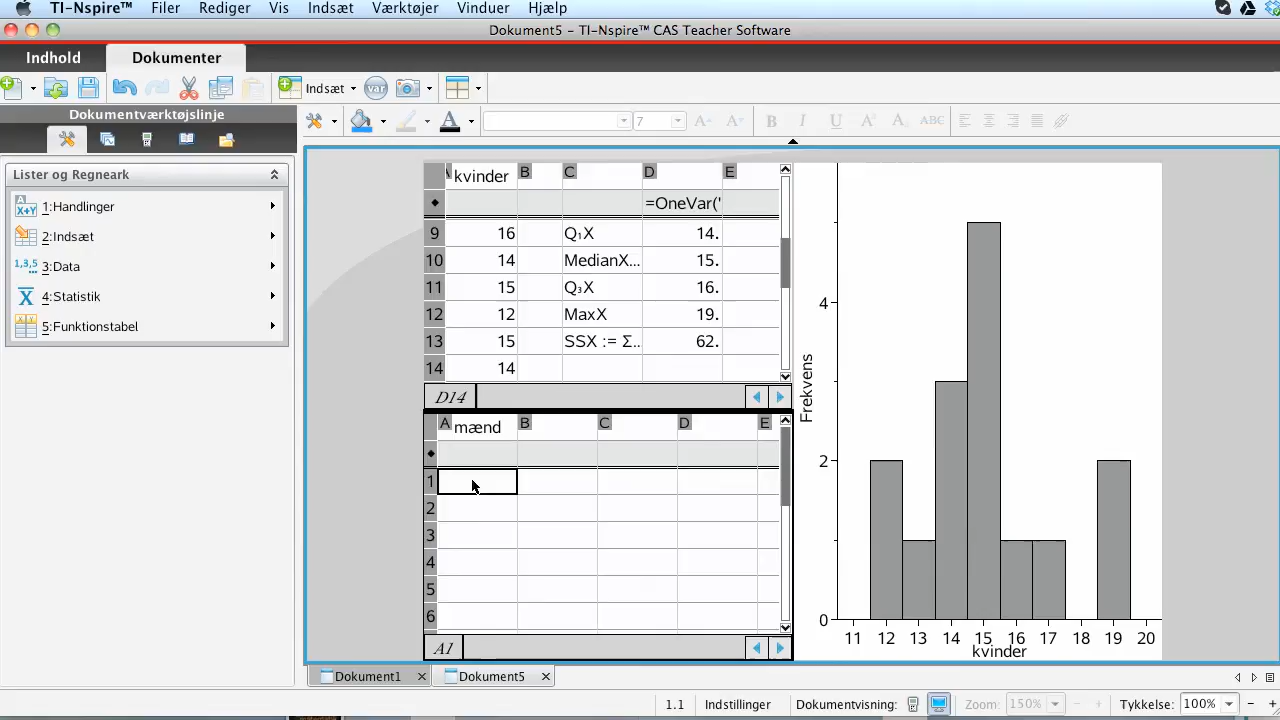 TI-Nspire™ Filer Rediger Vis Indsæt Værktøjer Vinduer Hjælp
Dokument5 – TI-Nspire™ CAS Teacher Software
Indhold Dokumenter
Indsæt var
Dokumentværktøjslinje
7 A A B I U A A ABC
Lister og Regneark
1:Handlinger
2:Indsæt
3:Data
4:Statistik
5:Funktionstabel
A kvinder B C D E
=OneVar('
9 16 Q₁X 14.
10 14 MedianX... 15.
11 15 Q₃X 16.
12 12 MaxX 19.
13 15 SSX := Σ.. 62.
14 14
D14
A mænd B C D E
1
2
3
4
5
6
A1
Frekvens
4
2
0
11 12 13 14 15 16 17 18 19 20
kvinder
Dokument1 Dokument5
1.1 Indstillinger Dokumentvisning: Zoom: 150% Tykkelse: 100%